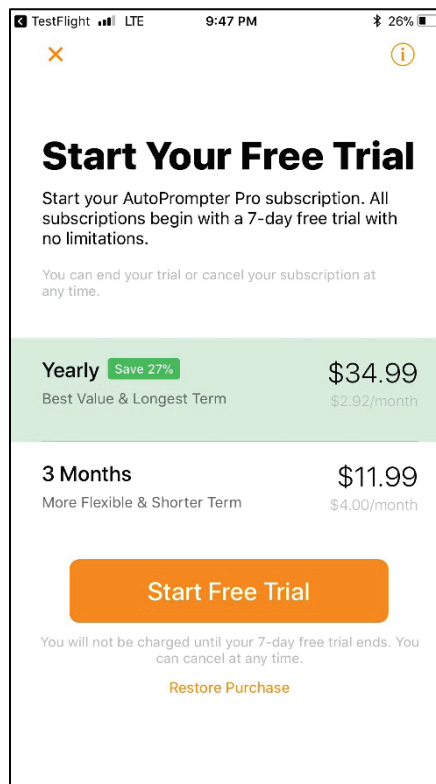 TestFlight LTE 9:47 PM 26%
Start Your Free Trial
Start your AutoPrompter Pro subscription. All
subscriptions begin with a 7-day free trial with
no limitations.
You can end your trial or cancel your subscription at
any time.
Yearly Save 27% $34.99
Best Value & Longest Term $2.92/month
3 Months $11.99
More Flexible & Shorter Term $4.00/month
Start Free Trial
You will not be charged until your 7-day free trial ends. You
can cancel at any time.
Restore Purchase